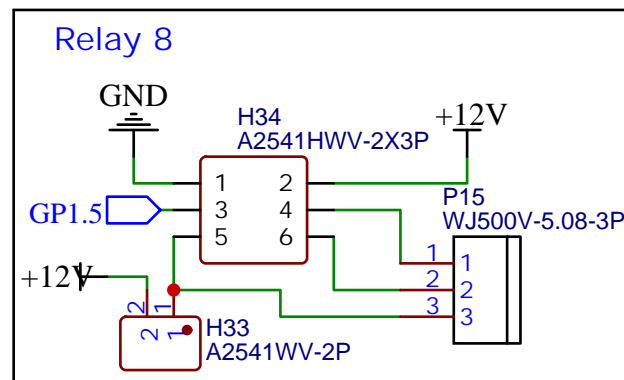 Relay 8
GND
H34
A2541HWV-2X3P
+12V
1 2
3 4
5 6
GP1.5
P15
WJ500V-5.08-3P
1 1
2 2
3 3
+12V
2 1
2 1
H33
A2541WV-2P